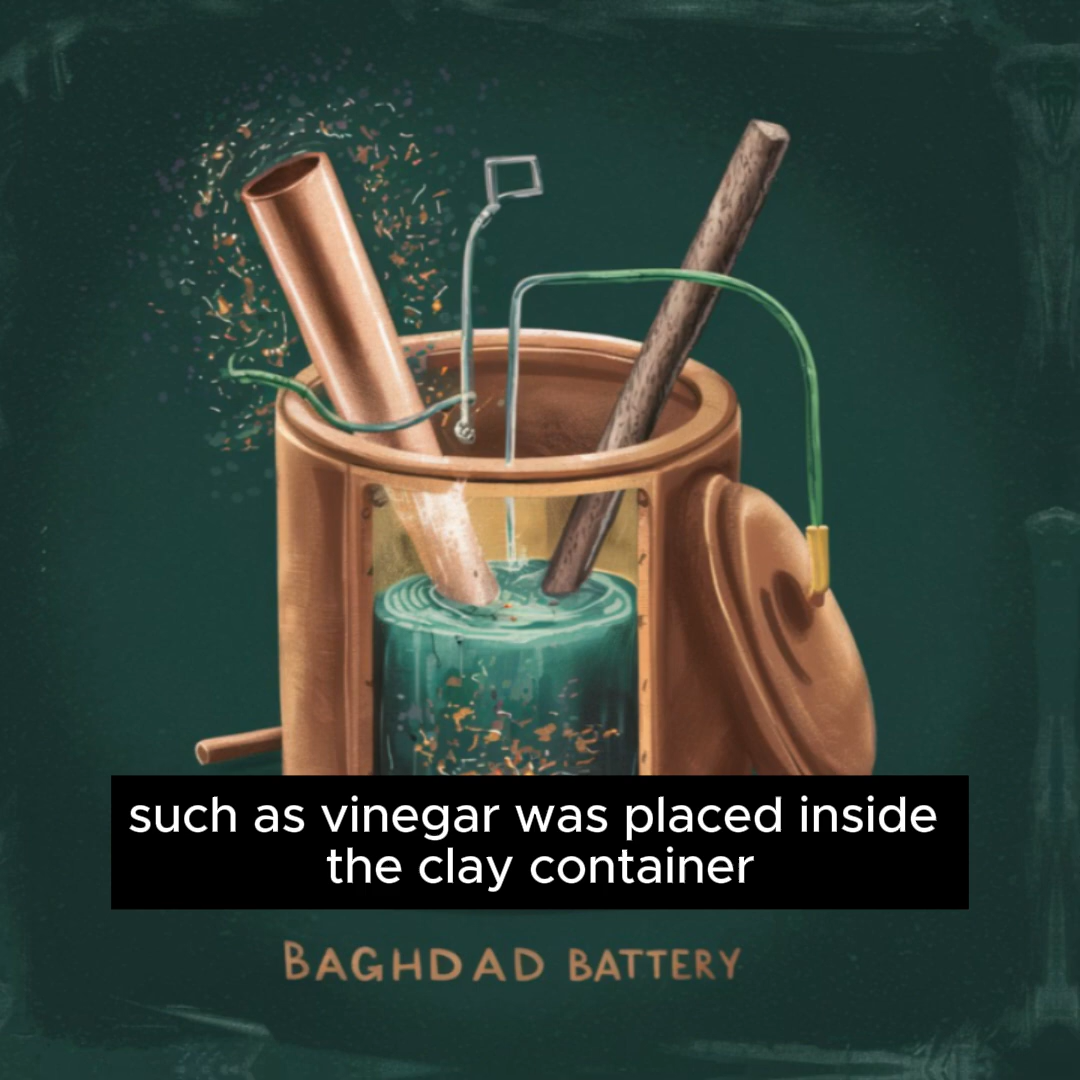 such as vinegar was placed inside
the clay container
BAGHDAD BATTERY